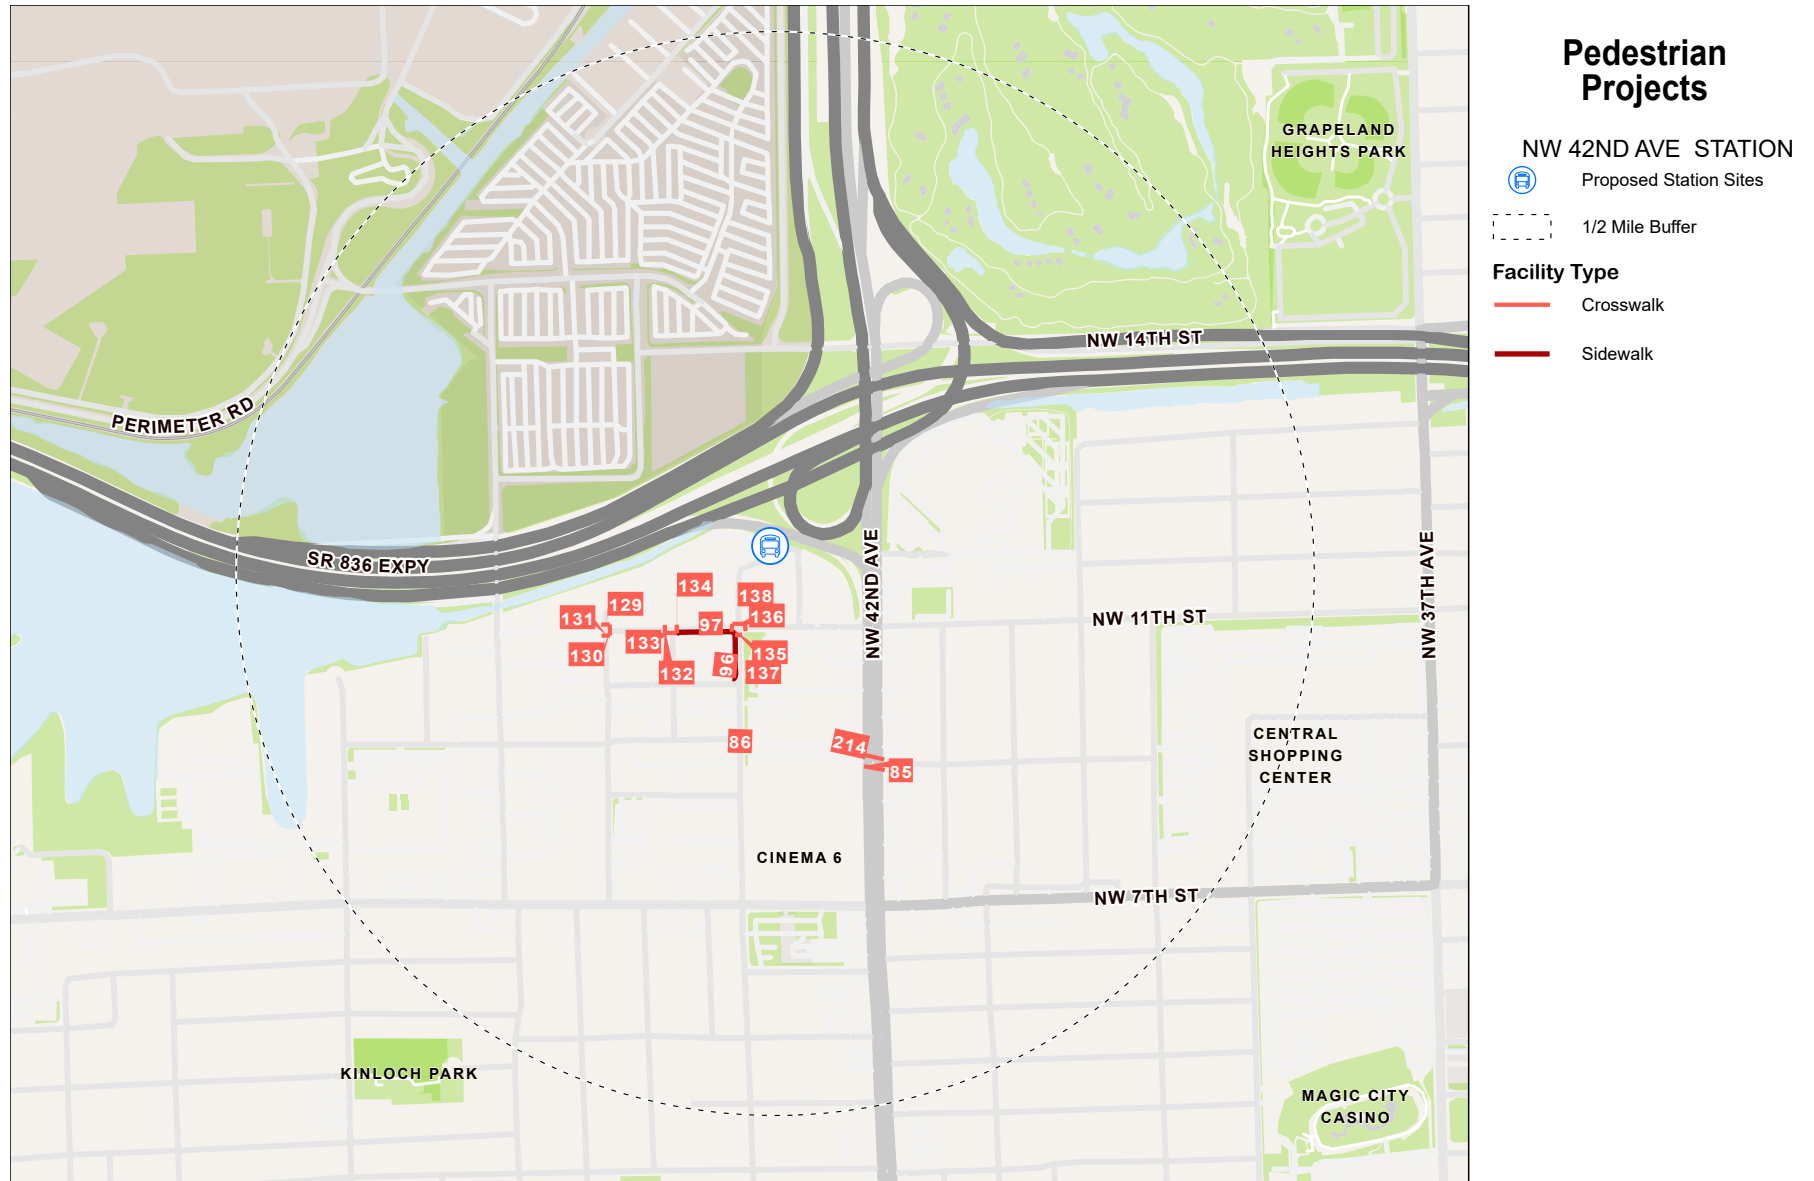 Pedestrian
Projects
NW 42ND AVE STATION
Proposed Station Sites
1/2 Mile Buffer
Facility Type
Crosswalk
Sidewalk
GRAPELAND
HEIGHTS PARK
NW 14TH ST
PERIMETER RD
SR 836 EXPY
NW 42ND AVE
NW 37TH AVE
NW 11TH ST
134
138
129
131
97
136
133
130
135
132
96
137
86
214
85
CENTRAL
SHOPPING
CENTER
CINEMA 6
NW 7TH ST
KINLOCH PARK
MAGIC CITY
CASINO